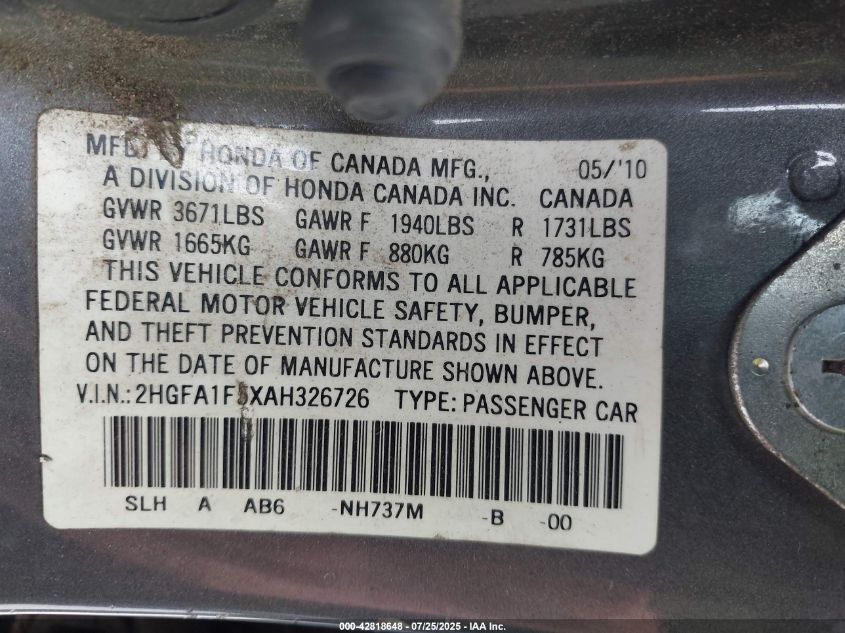 MFD. HONDA OF CANADA MFG., 05/'10
A DIVISION OF HONDA CANADA INC. CANADA
GVWR 3671LBS GAWR F 1940LBS R 1731LBS
GVWR 1665KG GAWR F 880KG R 785KG
THIS VEHICLE CONFORMS TO ALL APPLICABLE
FEDERAL MOTOR VEHICLE SAFETY, BUMPER,
AND THEFT PREVENTION STANDARDS IN EFFECT
ON THE DATE OF MANUFACTURE SHOWN ABOVE.
V.I.N.: 2HGFA1F5XAH326726 TYPE: PASSENGER CAR
SLH A AB6 -NH737M -B -00
000-42818648 - 07/25/2025 - IAA Inc.